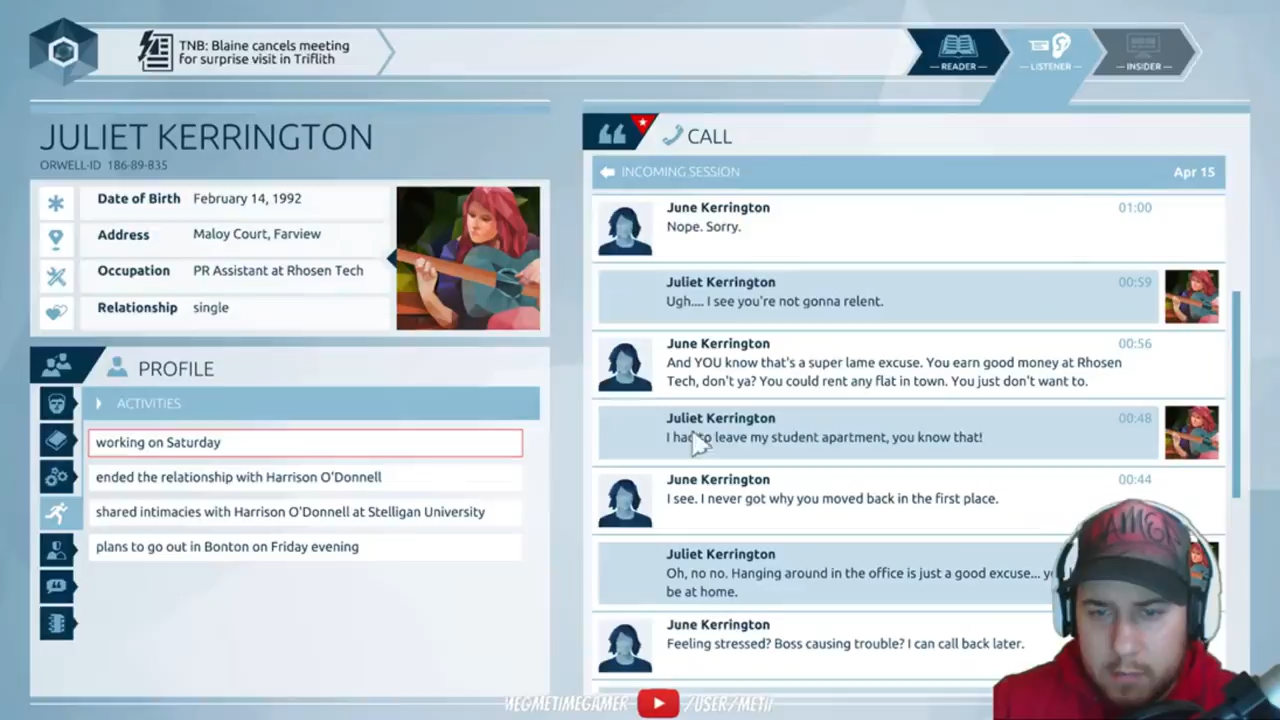 TNB: Blaine cancels meeting
for surprise visit in Triflith
READER
LISTENER
INSIDER
JULIET KERRINGTON
ORWELL-ID 186-89-835
Date of Birth February 14, 1992
Address Maloy Court, Farview
Occupation PR Assistant at Rhosen Tech
Relationship single
PROFILE
ACTIVITIES
working on Saturday
ended the relationship with Harrison O'Donnell
shared intimacies with Harrison O'Donnell at Stelligan University
plans to go out in Bonton on Friday evening
CALL
INCOMING SESSION Apr 15
June Kerrington 01:00
Nope. Sorry.
Juliet Kerrington 00:59
Ugh.... I see you're not gonna relent.
June Kerrington 00:56
And YOU know that's a super lame excuse. You earn good money at Rhosen
Tech, don't ya? You could rent any flat in town. You just don't want to.
Juliet Kerrington 00:48
I had to leave my student apartment, you know that!
June Kerrington 00:44
I see. I never got why you moved back in the first place.
Juliet Kerrington
Oh, no no. Hanging around in the office is just a good excuse...
be at home.
June Kerrington
Feeling stressed? Boss causing trouble? I can call back later.
/USER/